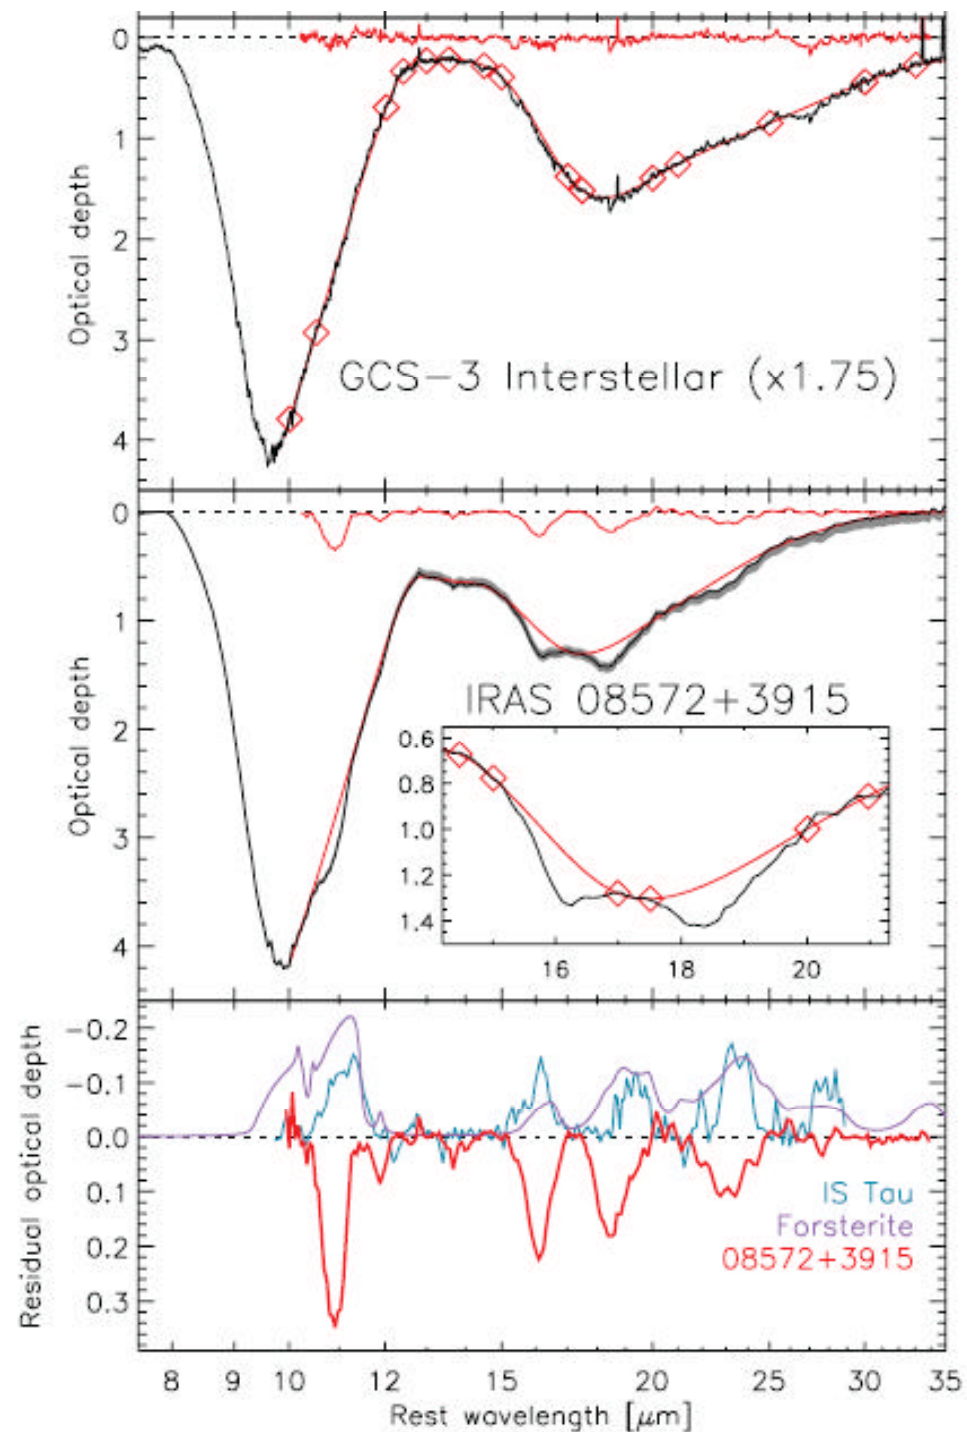 0
1
2
3
4
Optical depth
GCS-3 Interstellar (x1.75)
0
1
2
3
4
Optical depth
IRAS 08572+3915
0.6
0.8
1.0
1.2
1.4
16 18 20
-0.2
-0.1
0.0
0.1
0.2
0.3
Residual optical depth
IS Tau
Forsterite
08572+3915
8 9 10 12 15 20 25 30 35
Rest wavelength [μm]